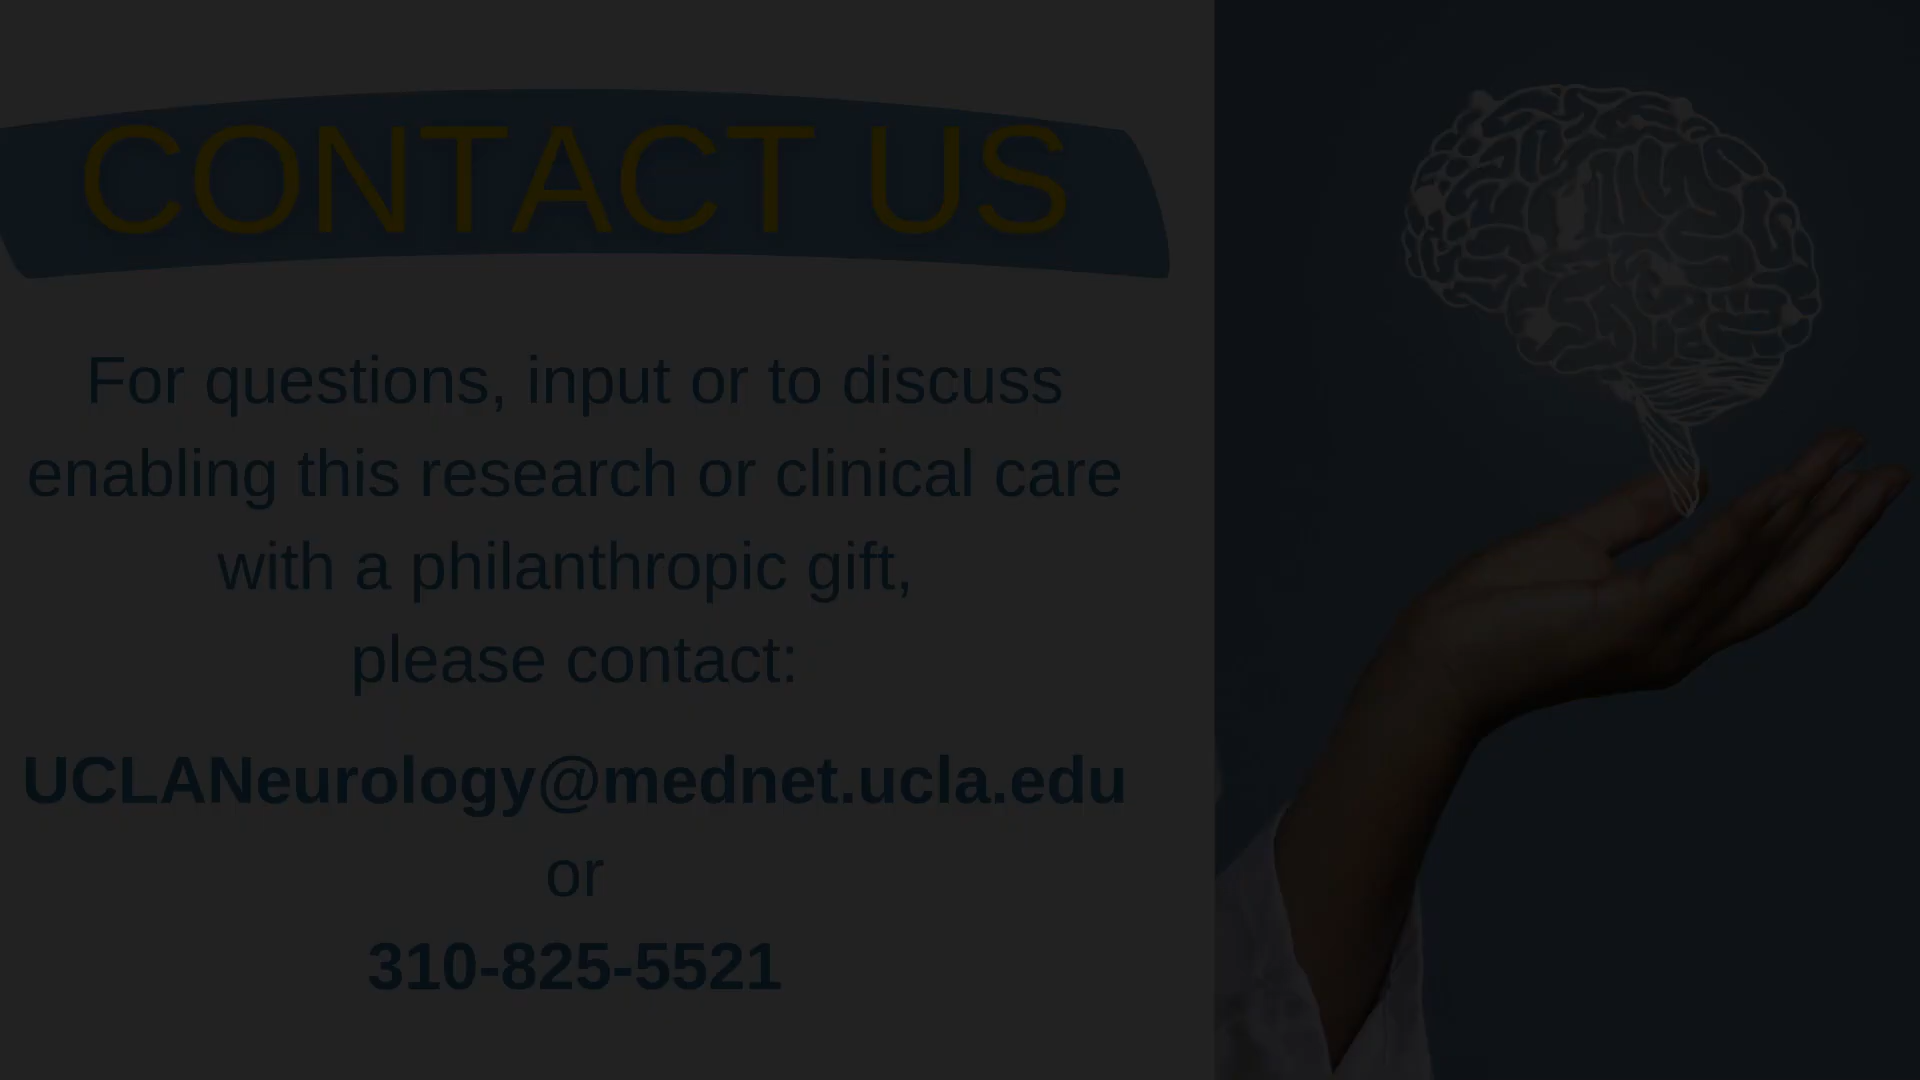 CONTACT US
For questions, input or to discuss
enabling this research or clinical care
with a philanthropic gift,
please contact:
UCLANeurology@mednet.ucla.edu
or
310-825-5521